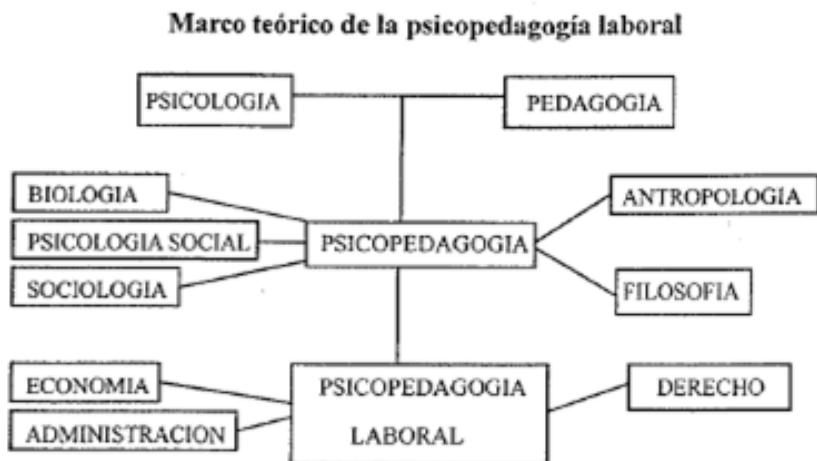 Marco teórico de la psicopedagogía laboral
PSICOLOGIA
PEDAGOGIA
BIOLOGIA
ANTROPOLOGIA
PSICOLOGIA SOCIAL
PSICOPEDAGOGIA
SOCIOLOGIA
FILOSOFIA
ECONOMIA
PSICOPEDAGOGIA
LABORAL
DERECHO
ADMINISTRACION